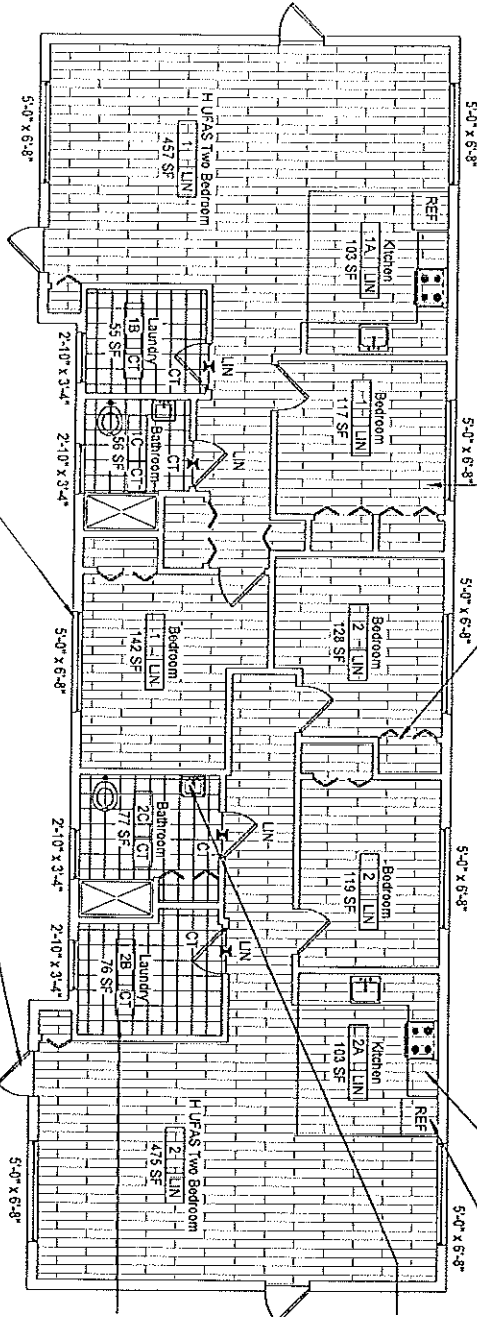 5'-0" x 6'-8"
5'-0" x 6'-8"
5'-0" x 6'-8"
5'-0" x 6'-8"
5'-0" x 6'-8"
REF
Kitchen
1A LIN
103 SF
Bedroom
1 LIN
117 SF
Bedroom
2 LIN
128 SF
Bedroom
2 LIN
119 SF
Kitchen
2A LIN
103 SF
REF
H UFAS Two Bedroom
1 LIN
457 SF
LIN
CT
Laundry
1B CT
55 SF
LIN
CT
Bathroom
1C CT
56 SF
Bedroom
1 LIN
142 SF
LIN
CT
Bathroom
2C CT
77 SF
LIN
CT
Laundry
2B CT
76 SF
H UFAS Two Bedroom
2 LIN
475 SF
5'-0" x 6'-8"
2'-10" x 3'-4"
2'-10" x 3'-4"
5'-0" x 6'-8"
2'-10" x 3'-4"
2'-10" x 3'-4"
5'-0" x 6'-8"